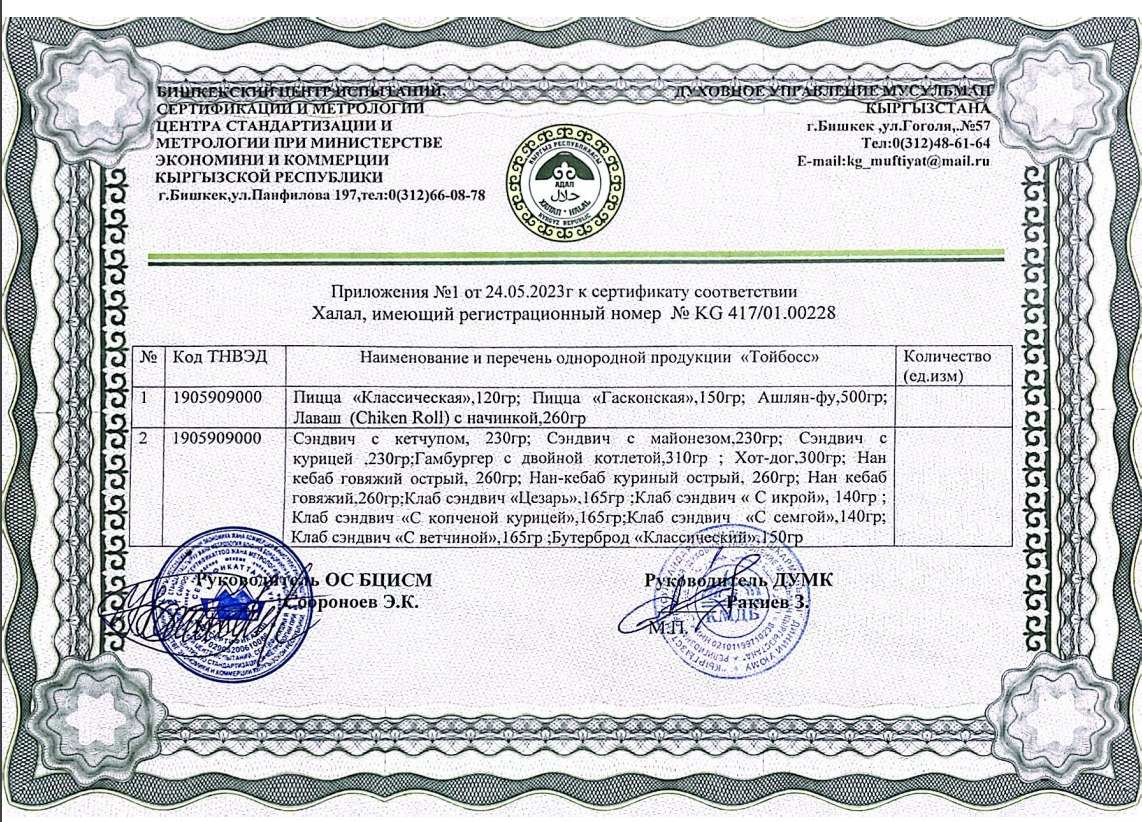 БИШКЕКСКИЙ ЦЕНТР ИСПЫТАНИЙ,
СЕРТИФИКАЦИИ И МЕТРОЛОГИИ
ЦЕНТРА СТАНДАРТИЗАЦИИ И
МЕТРОЛОГИИ ПРИ МИНИСТЕРСТВЕ
ЭКОНОМИНИ И КОММЕРЦИИ
КЫРГЫЗСКОЙ РЕСПУБЛИКИ
г.Бишкек,ул.Панфилова 197,тел:0(312)66-08-78
КЫРГЫЗ РЕСПУБЛИКАСЫ
АДАЛ
حلال
ХАЛАЛ · HALAL
KYRGYZ REPUBLIC
ДУХОВНОЕ УПРАВЛЕНИЕ МУСУЛЬМАН
КЫРГЫЗСТАНА
г.Бишкек ,ул.Гоголя,.№57
Тел:0(312)48-61-64
E-mail:kg_muftiyat@mail.ru
Приложения №1 от 24.05.2023г к сертификату соответствии
Халал, имеющий регистрационный номер № KG 417/01.00228
№ Код ТНВЭД Наименование и перечень однородной продукции «Тойбосс» Количество
(ед.изм)
1 1905909000 Пицца «Классическая»,120гр; Пицца «Гасконская»,150гр; Ашлян-фу,500гр;
Лаваш (Chiken Roll) с начинкой,260гр
2 1905909000 Сэндвич с кетчупом, 230гр; Сэндвич с майонезом,230гр; Сэндвич с
курицей ,230гр;Гамбургер с двойной котлетой,310гр ; Хот-дог,300гр; Нан
кебаб говяжий острый, 260гр; Нан-кебаб куриный острый, 260гр; Нан кебаб
говяжий,260гр;Клаб сэндвич «Цезарь»,165гр ;Клаб сэндвич « С икрой», 140гр ;
Клаб сэндвич «С копченой курицей»,165гр;Клаб сэндвич «С семгой»,140гр;
Клаб сэндвич «С ветчиной»,165гр ;Бутерброд «Классический»,150гр
Руководитель ОС БЦИСМ
Собронoев Э.К.
Руководитель ДУМК
Ракиев З.
М.П.
КМДБ